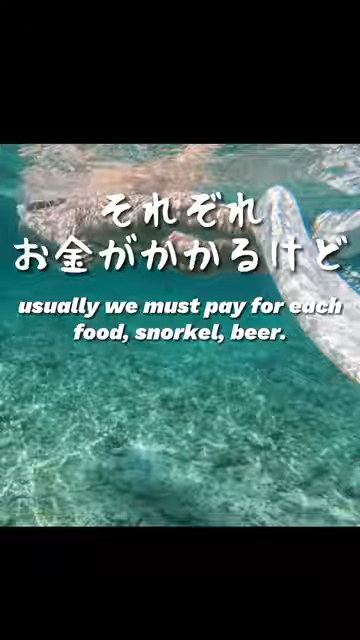 それぞれ
お金がかかるけど
usually we must pay for each
food, snorkel, beer.